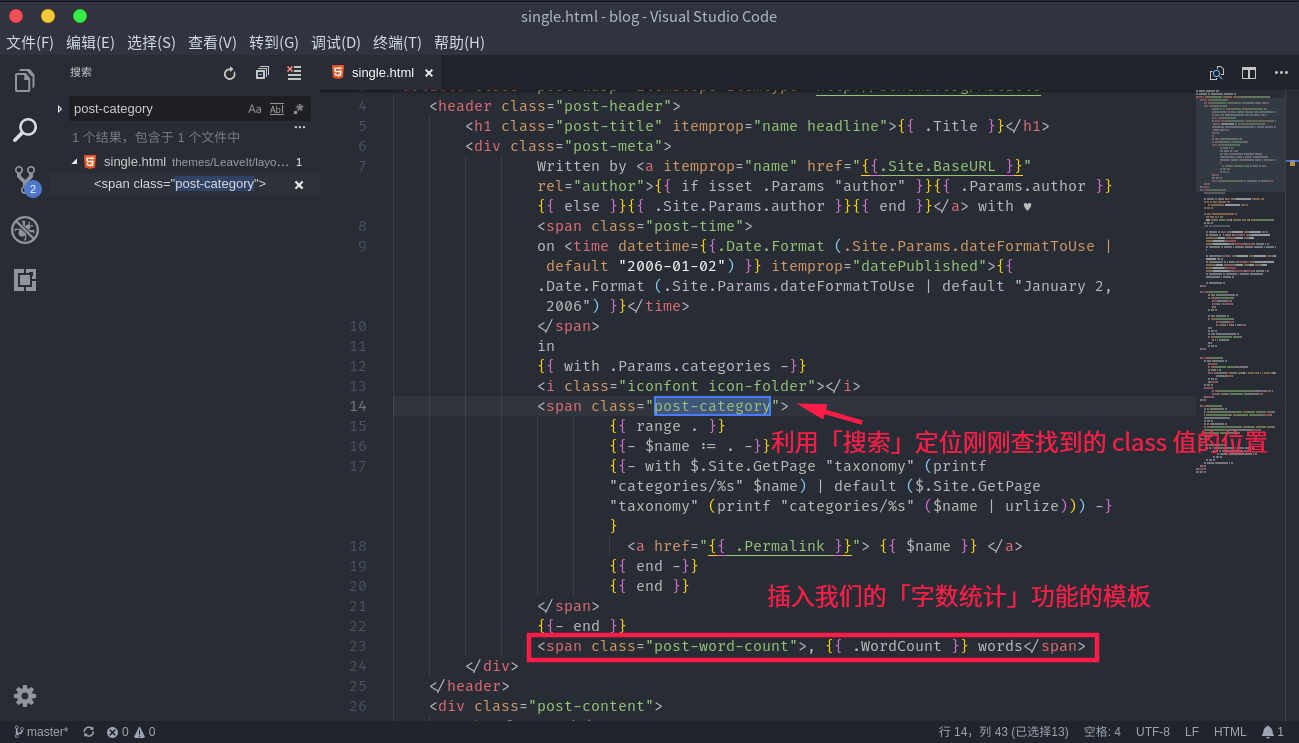 single.html - blog - Visual Studio Code
文件(F) 编辑(E) 选择(S) 查看(V) 转到(G) 调试(D) 终端(T) 帮助(H)
搜索
single.html ×
post-category Aa Abl .*
1 个结果，包含于 1 个文件中
single.html themes/LeaveIt/layo… 1
<span class="post-category"> ×
2
4 <header class="post-header">
5 <h1 class="post-title" itemprop="name headline">{{ .Title }}</h1>
6 <div class="post-meta">
7 Written by <a itemprop="name" href="{{.Site.BaseURL }}"
rel="author">{{ if isset .Params "author" }}{{ .Params.author }}
{{ else }}{{ .Site.Params.author }}{{ end }}</a> with ♥
8 <span class="post-time">
9 on <time datetime={{.Date.Format (.Site.Params.dateFormatToUse |
default "2006-01-02") }} itemprop="datePublished">{{
.Date.Format (.Site.Params.dateFormatToUse | default "January 2,
2006") }}</time>
10 </span>
11 in
12 {{ with .Params.categories -}}
13 <i class="iconfont icon-folder"></i>
14 <span class="post-category">
15 {{ range . }}
16 {{- $name := . -}}
利用「搜索」定位刚刚查找到的 class 值的位置
17 {{- with $.Site.GetPage "taxonomy" (printf
"categories/%s" $name) | default ($.Site.GetPage
"taxonomy" (printf "categories/%s" ($name | urlize))) -}
}
18 <a href="{{ .Permalink }}"> {{ $name }} </a>
19 {{ end -}}
20 {{ end }}
插入我们的「字数统计」功能的模板
21 </span>
22 {{- end }}
23 <span class="post-word-count">, {{ .WordCount }} words</span>
24 </div>
25 </header>
26 <div class="post-content">
master* 0 0 行 14，列 43 (已选择13) 空格: 4 UTF-8 LF HTML 1